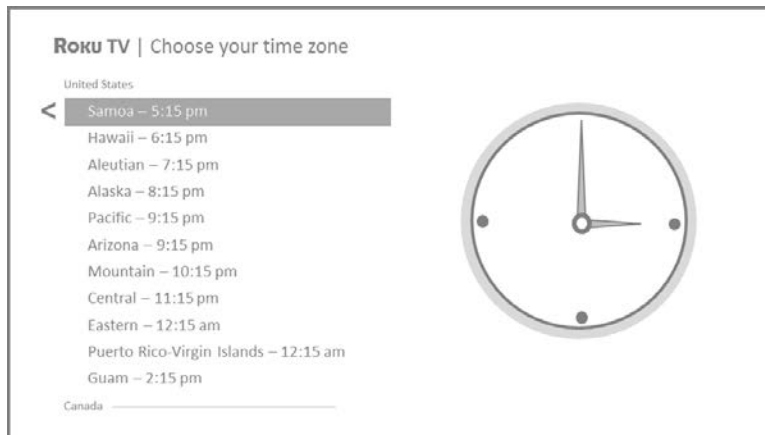 ROKU TV | Choose your time zone
United States
< Samoa – 5:15 pm
Hawaii – 6:15 pm
Aleutian – 7:15 pm
Alaska – 8:15 pm
Pacific – 9:15 pm
Arizona – 9:15 pm
Mountain – 10:15 pm
Central – 11:15 pm
Eastern – 12:15 am
Puerto Rico-Virgin Islands – 12:15 am
Guam – 2:15 pm
Canada